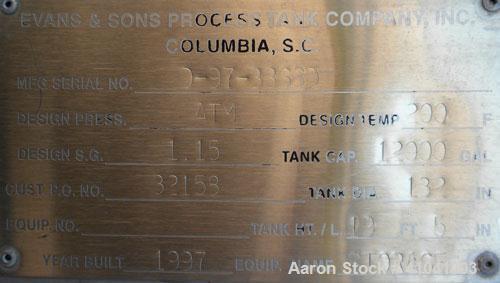 EVANS & SONS PROCESS TANK COMPANY, INC.
COLUMBIA, S.C.
MFG SERIAL NO.
DESIGN PRESS. ATM DESIGN TEMP. 200 F
DESIGN S.G. 1.15 TANK CAP. 12000 GAL
CUST P.O. NO. 32158 TANK DIA. 132 IN
EQUIP. NO. TANK HT. / L. FT 6 IN
YEAR BUILT 1997 EQUIP. NAME STORAGE
Aaron Stock